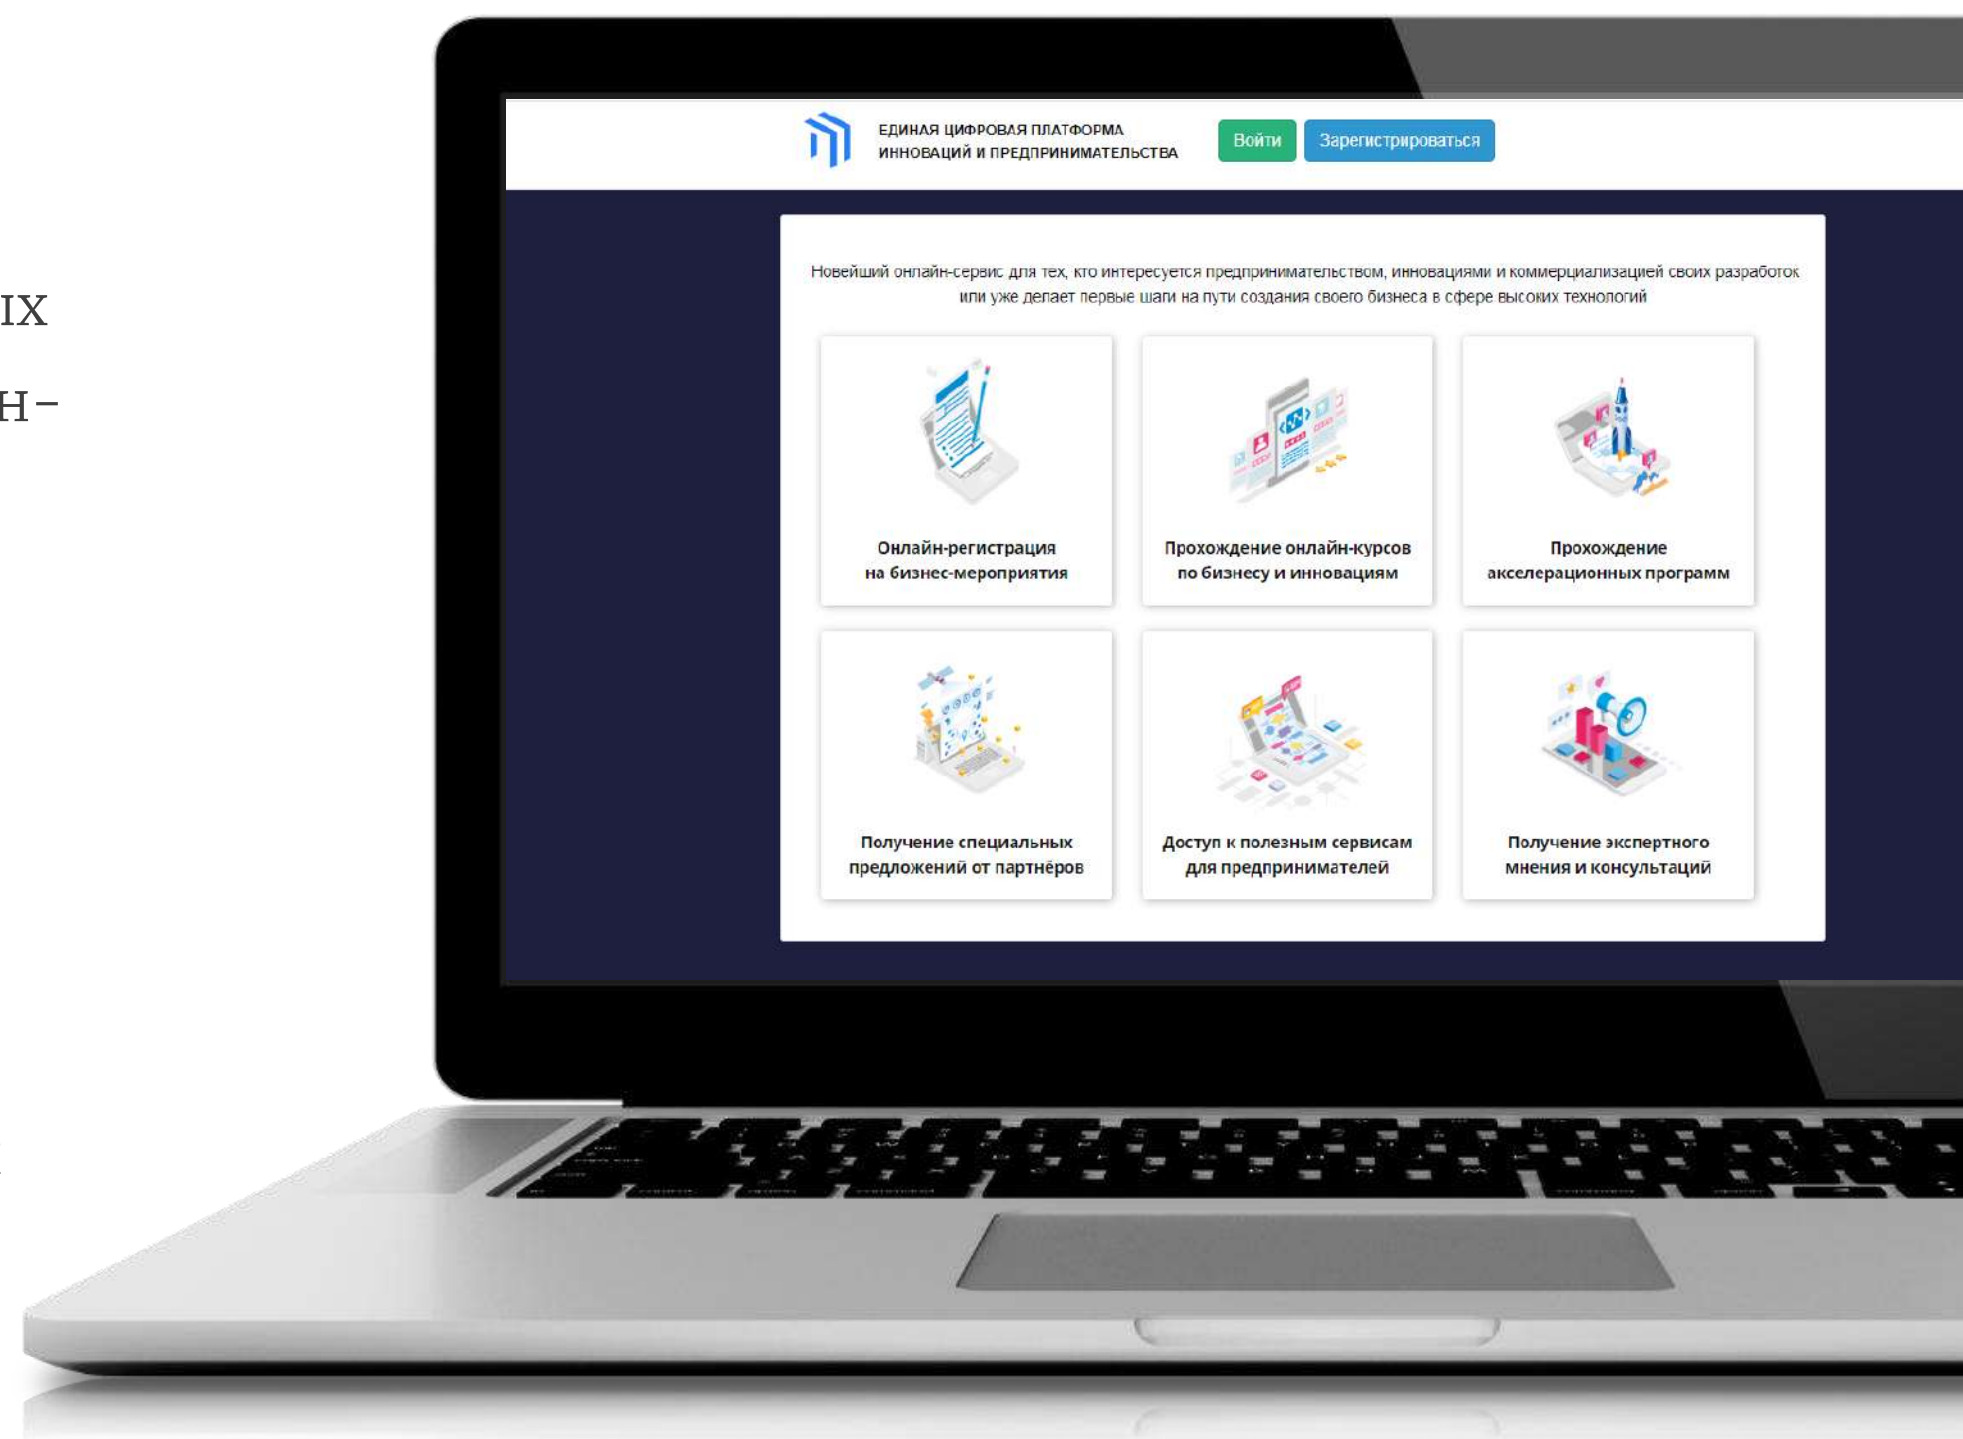 ых
н-
ЕДИНАЯ ЦИФРОВАЯ ПЛАТФОРМА
ИННОВАЦИЙ И ПРЕДПРИНИМАТЕЛЬСТВА
Войти
Зарегистрироваться
Новейший онлайн-сервис для тех, кто интересуется предпринимательством, инновациями и коммерциализацией своих разработок
или уже делает первые шаги на пути создания своего бизнеса в сфере высоких технологий
Онлайн-регистрация
на бизнес-мероприятия
Прохождение онлайн-курсов
по бизнесу и инновациям
Прохождение
акселерационных программ
Получение специальных
предложений от партнёров
Доступ к полезным сервисам
для предпринимателей
Получение экспертного
мнения и консультаций